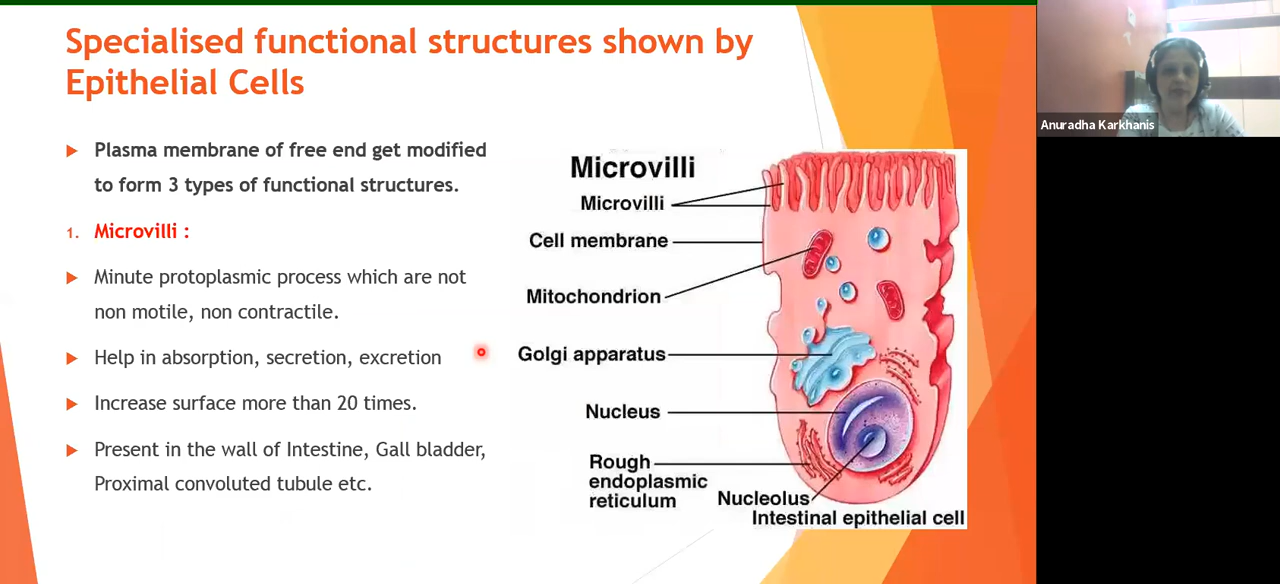 Specialised functional structures shown by
Epithelial Cells
Plasma membrane of free end get modified
to form 3 types of functional structures.
1. Microvilli :
Minute protoplasmic process which are not
non motile, non contractile.
Help in absorption, secretion, excretion
Increase surface more than 20 times.
Present in the wall of Intestine, Gall bladder,
Proximal convoluted tubule etc.
Microvilli
Microvilli
Cell membrane
Mitochondrion
Golgi apparatus
Nucleus
Rough
endoplasmic
reticulum
Nucleolus
Intestinal epithelial cell
Anuradha Karkhanis